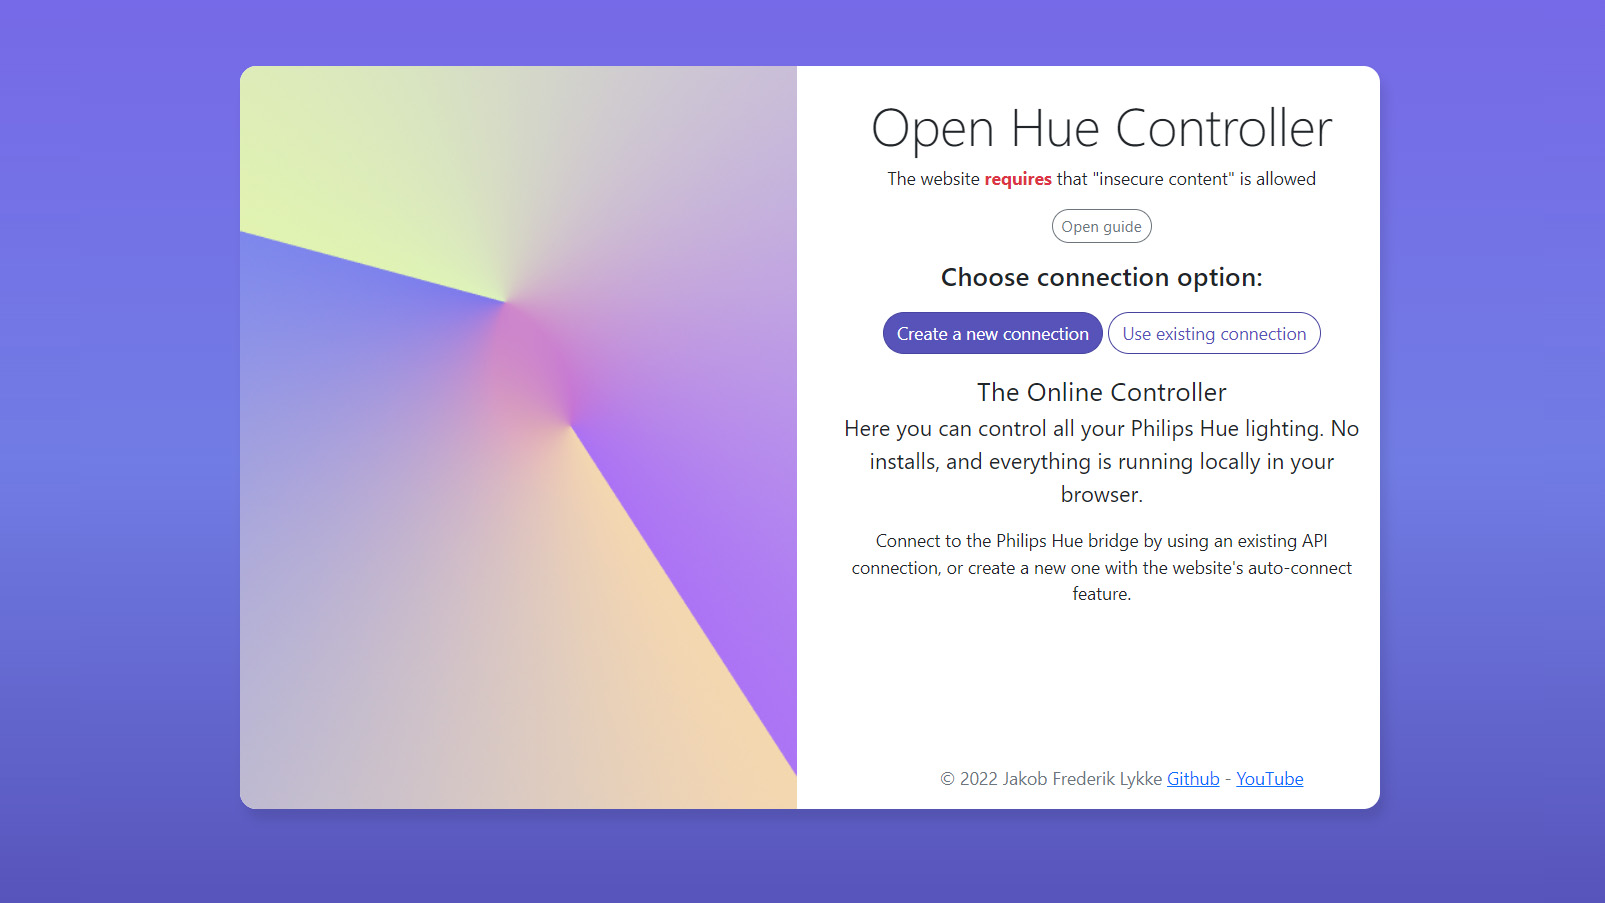 Open Hue Controller
The website requires that "insecure content" is allowed
Open guide
Choose connection option:
Create a new connection
Use existing connection
The Online Controller
Here you can control all your Philips Hue lighting. No
installs, and everything is running locally in your
browser.
Connect to the Philips Hue bridge by using an existing API
connection, or create a new one with the website's auto-connect
feature.
© 2022 Jakob Frederik Lykke Github - YouTube